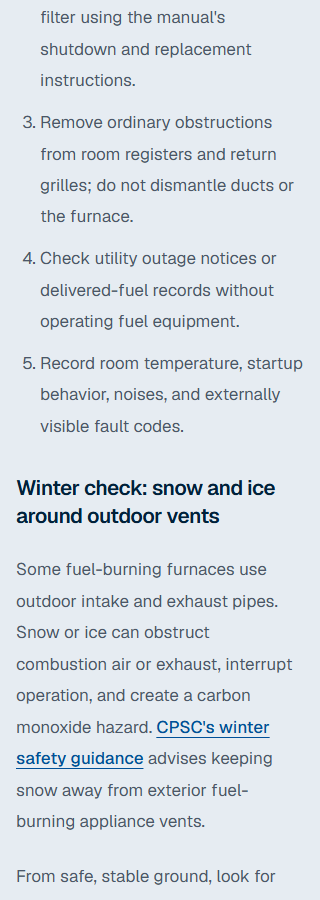 filter using the manual's
shutdown and replacement
instructions.
3. Remove ordinary obstructions
from room registers and return
grilles; do not dismantle ducts or
the furnace.
4. Check utility outage notices or
delivered-fuel records without
operating fuel equipment.
5. Record room temperature, startup
behavior, noises, and externally
visible fault codes.
Winter check: snow and ice
around outdoor vents
Some fuel-burning furnaces use
outdoor intake and exhaust pipes.
Snow or ice can obstruct
combustion air or exhaust, interrupt
operation, and create a carbon
monoxide hazard. CPSC's winter
safety guidance advises keeping
snow away from exterior fuel-
burning appliance vents.
From safe, stable ground, look for